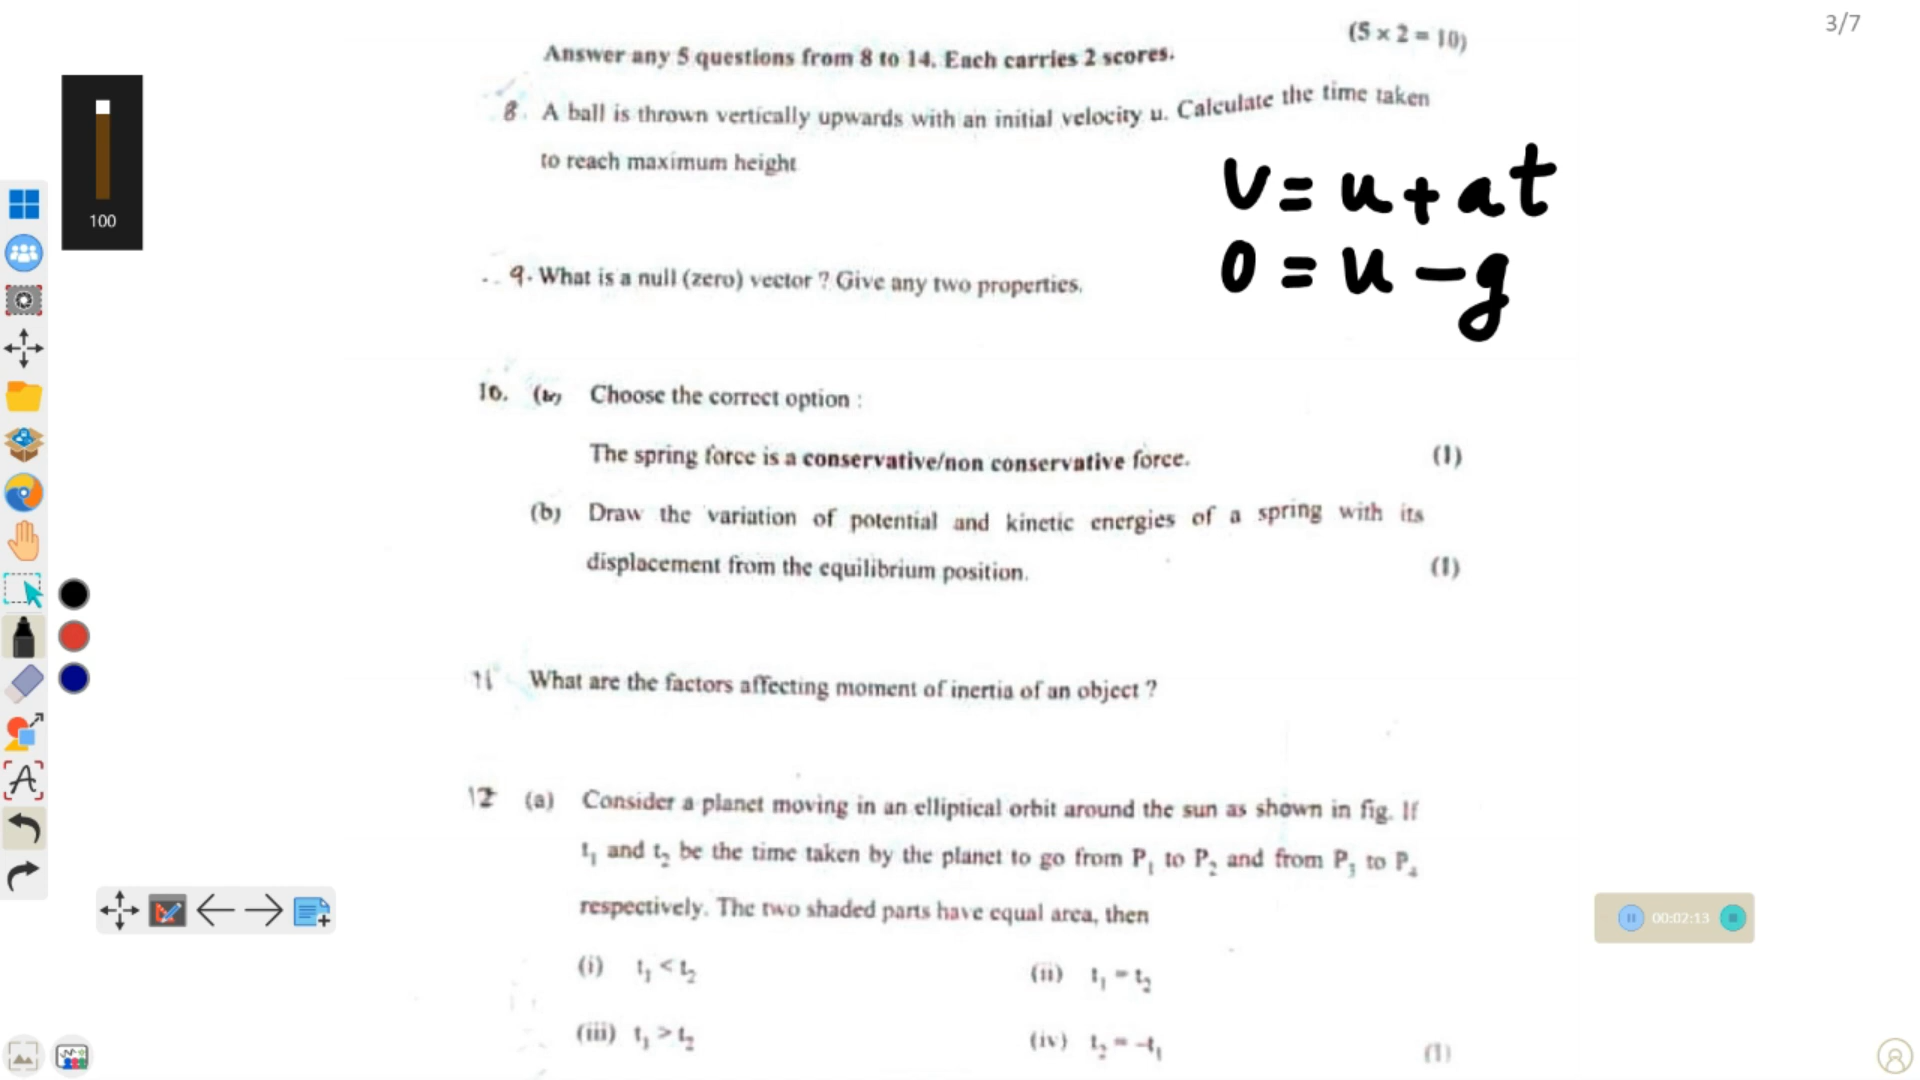 3/7
(5 × 2 = 10)
Answer any 5 questions from 8 to 14. Each carries 2 scores.
8. A ball is thrown vertically upwards with an initial velocity u. Calculate the time taken
to reach maximum height
v = u + at
0 = u - g
9. What is a null (zero) vector ? Give any two properties.
10. (a) Choose the correct option :
The spring force is a conservative/non conservative force. (1)
(b) Draw the variation of potential and kinetic energies of a spring with its
displacement from the equilibrium position. (1)
11 What are the factors affecting moment of inertia of an object ?
12 (a) Consider a planet moving in an elliptical orbit around the sun as shown in fig. If
t₁ and t₂ be the time taken by the planet to go from P₁ to P₂ and from P₃ to P₄
respectively. The two shaded parts have equal area, then
(i) t₁ < t₂ (ii) t₁ = t₂
(iii) t₁ > t₂ (iv) t₂ = -t₁ (1)
100
00:02:13